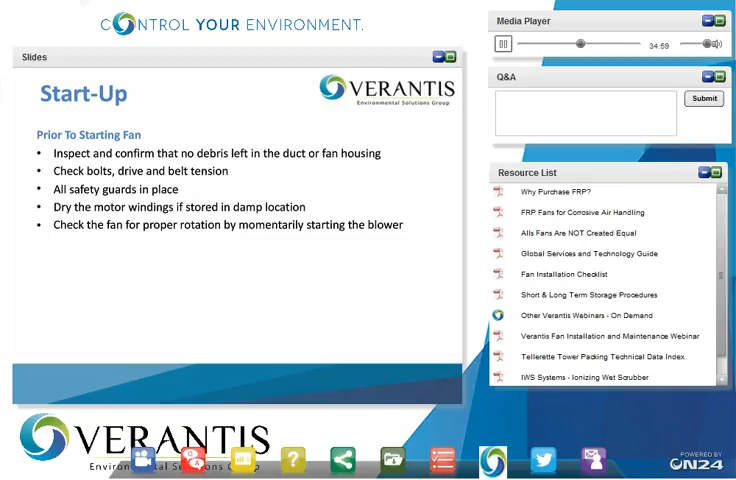 CONTROL YOUR ENVIRONMENT.
Slides
Start-Up
VERANTIS
Environmental Solutions Group
Prior To Starting Fan
• Inspect and confirm that no debris left in the duct or fan housing
• Check bolts, drive and belt tension
• All safety guards in place
• Dry the motor windings if stored in damp location
• Check the fan for proper rotation by momentarily starting the blower
Media Player
34:59
Q&A
Submit
Resource List
Why Purchase FRP?
FRP Fans for Corrosive Air Handling
Alls Fans Are NOT Created Equal
Global Services and Technology Guide
Fan Installation Checklist
Short & Long Term Storage Procedures
Other Verantis Webinars - On Demand
Verantis Fan Installation and Maintenance Webinar
Tellerette Tower Packing Technical Data Index
IWS Systems - Ionizing Wet Scrubber
VERANTIS
Environmental Solutions Group
Q A
?
POWERED BY
ON24